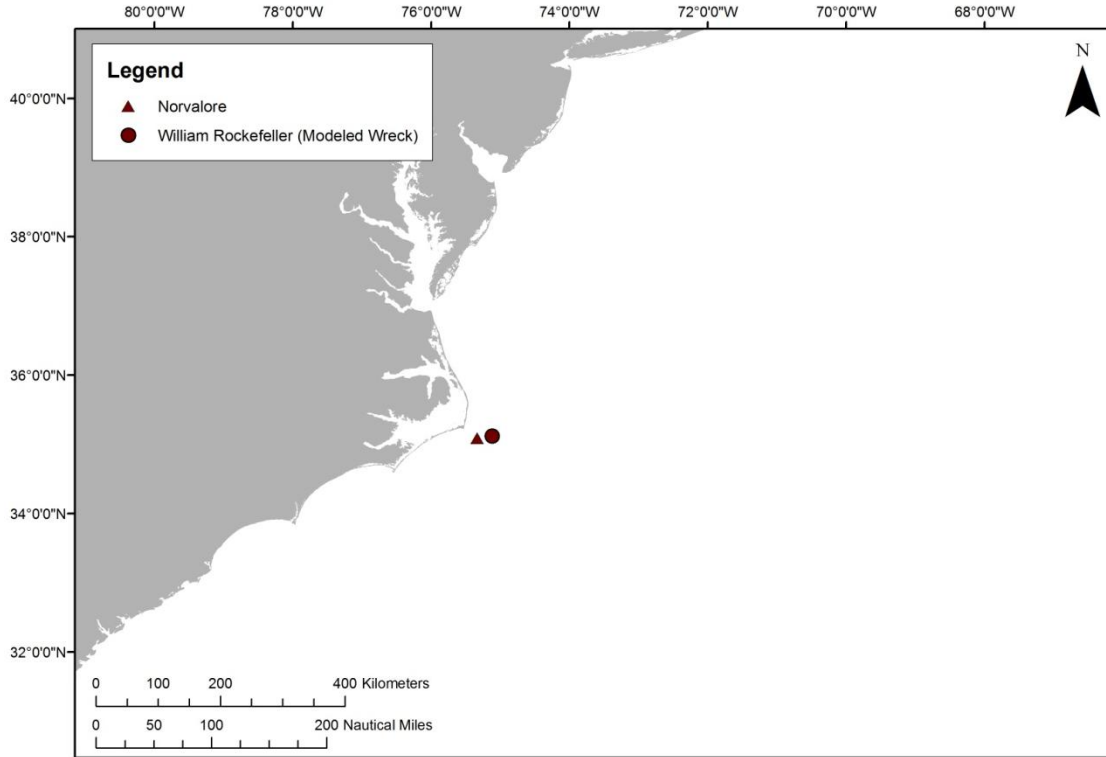 80°0'0"W 78°0'0"W 76°0'0"W 74°0'0"W 72°0'0"W 70°0'0"W 68°0'0"W
Legend
Norvalore
William Rockefeller (Modeled Wreck)
N
40°0'0"N
38°0'0"N
36°0'0"N
34°0'0"N
32°0'0"N
0 100 200 400 Kilometers
0 50 100 200 Nautical Miles